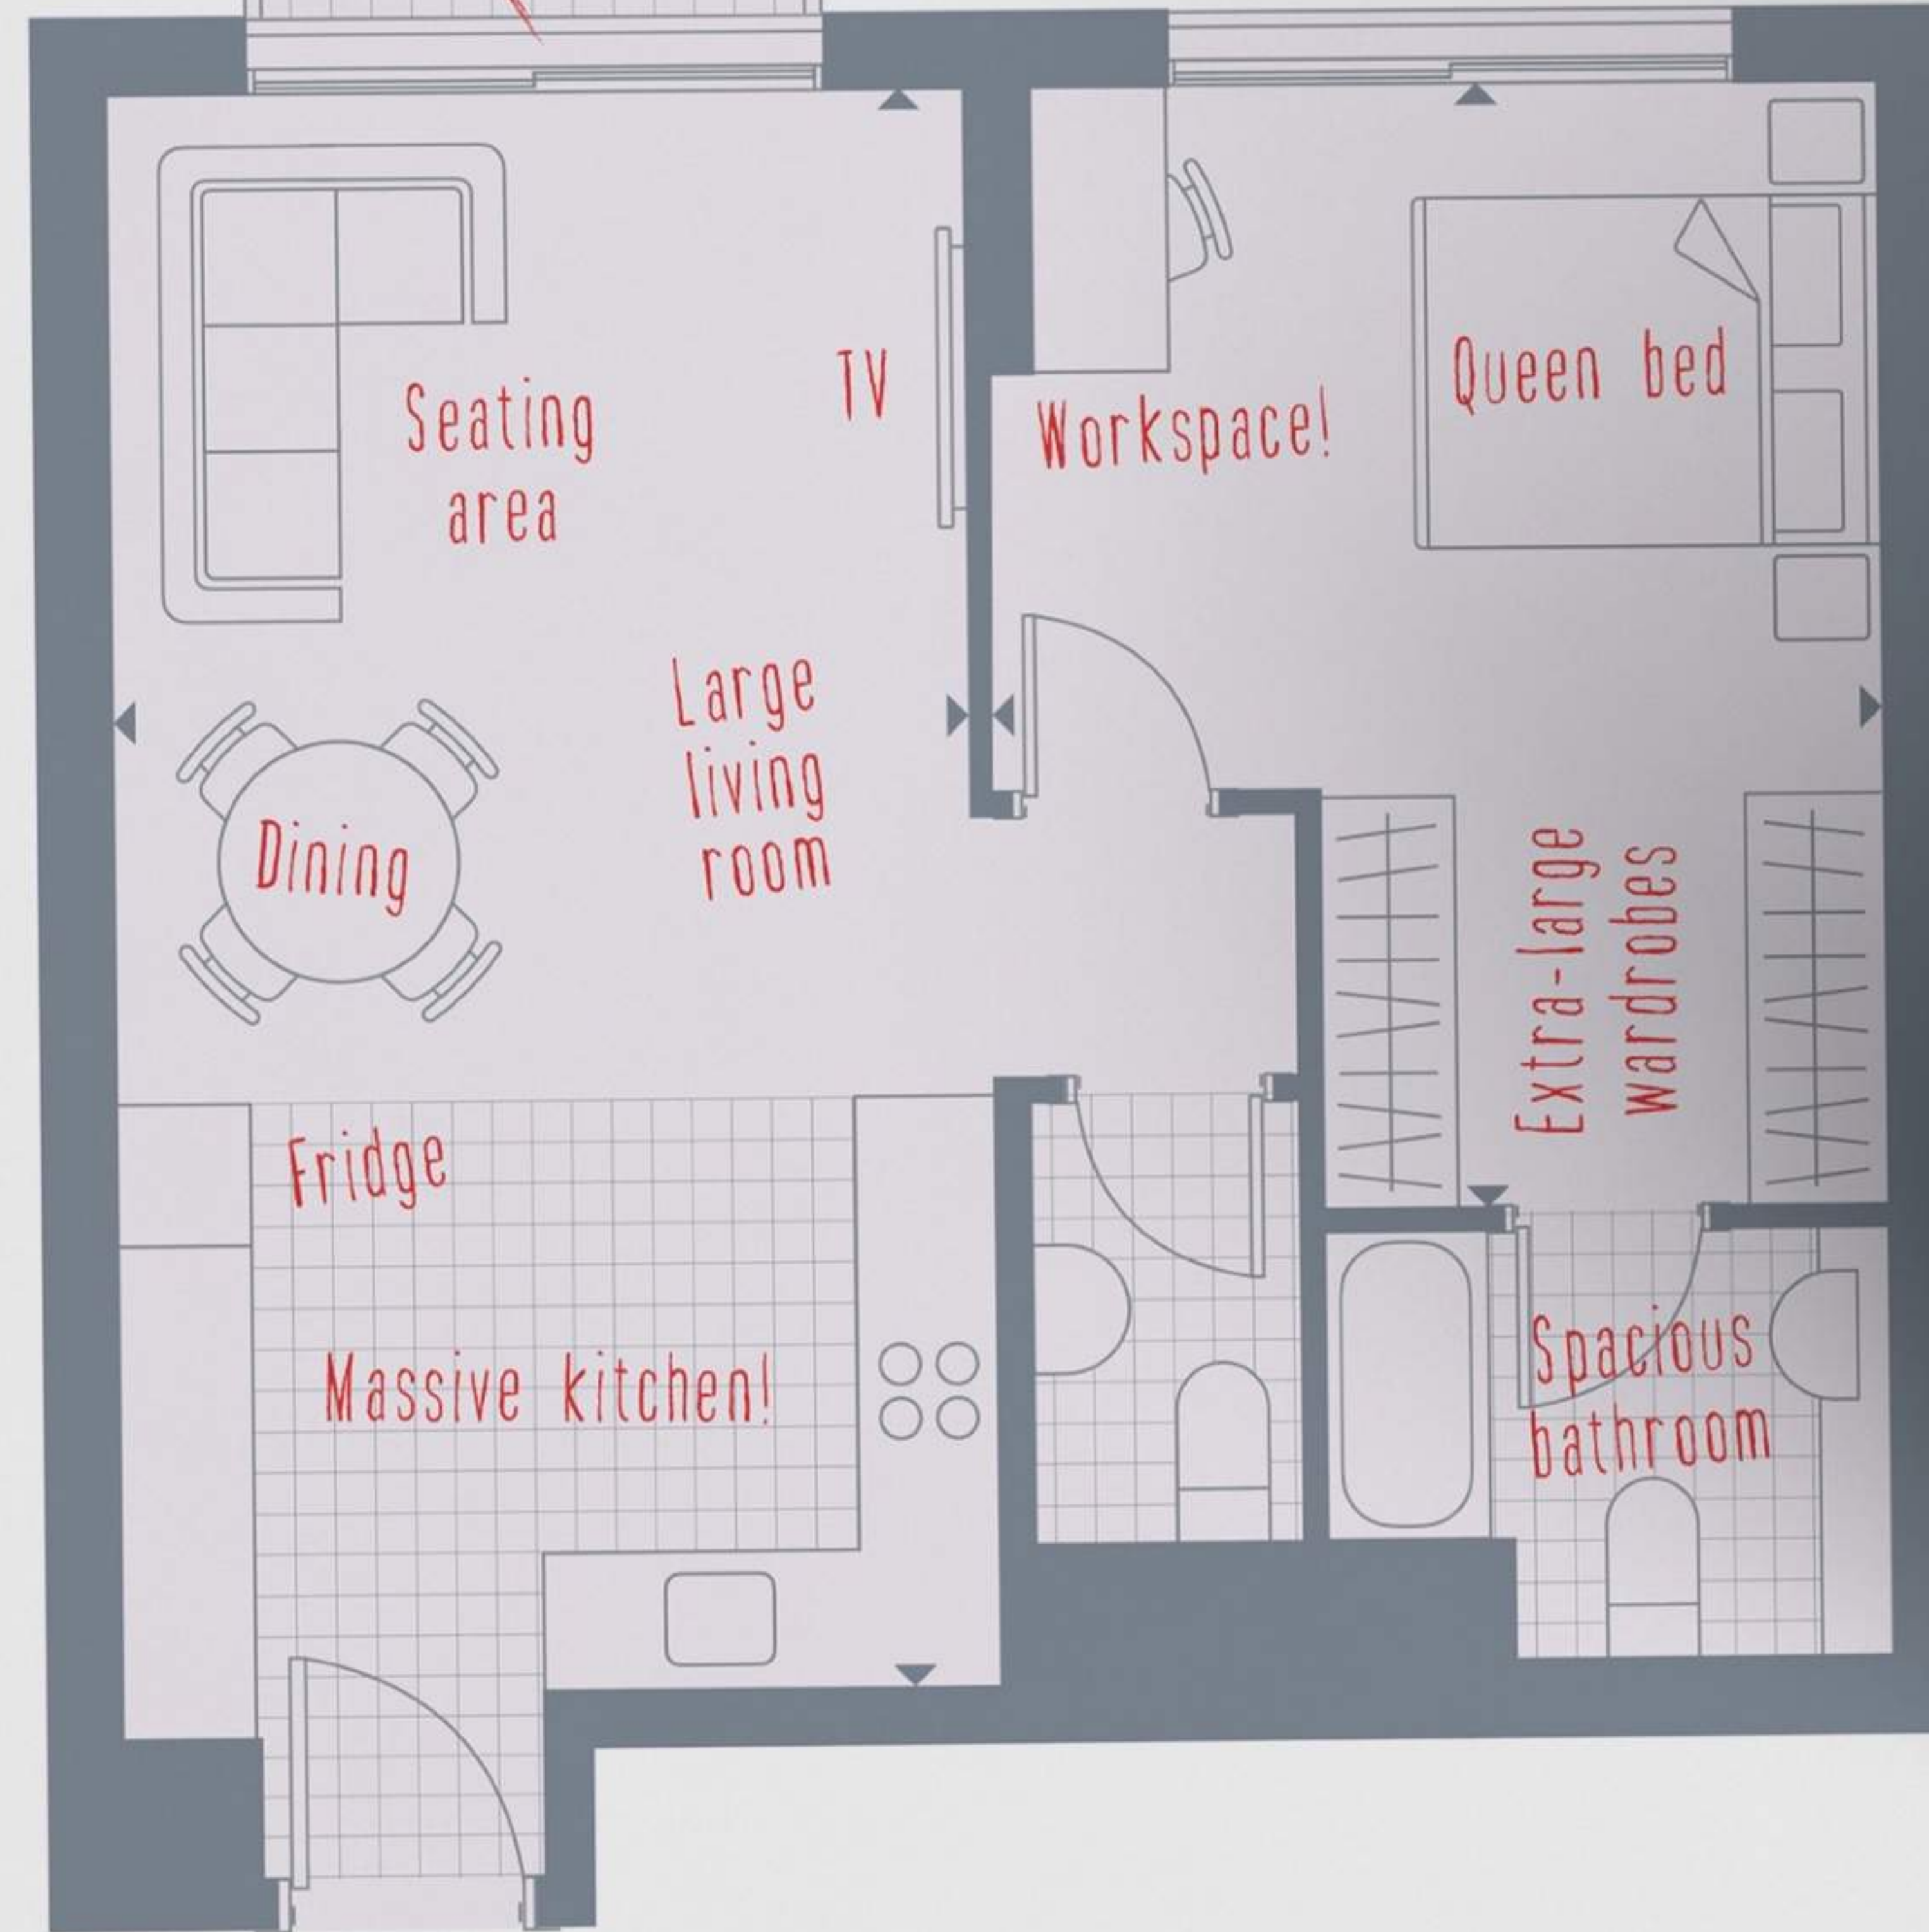 Seating
area
TV
Workspace!
Queen bed
Large
living
room
Dining
Extra-large
wardrobes
Fridge
Massive kitchen!
Spacious
bathroom